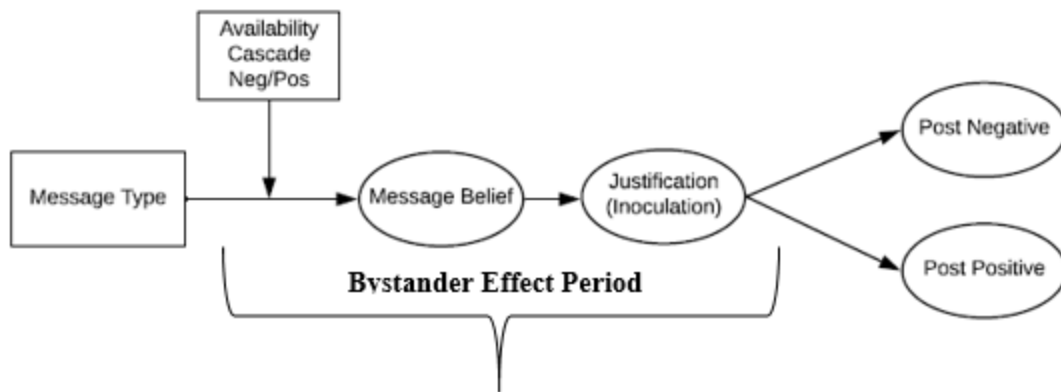 Availability
Cascade
Neg/Pos
Message Type
Message Belief
Justification
(Inoculation)
Post Negative
Post Positive
Bystander Effect Period